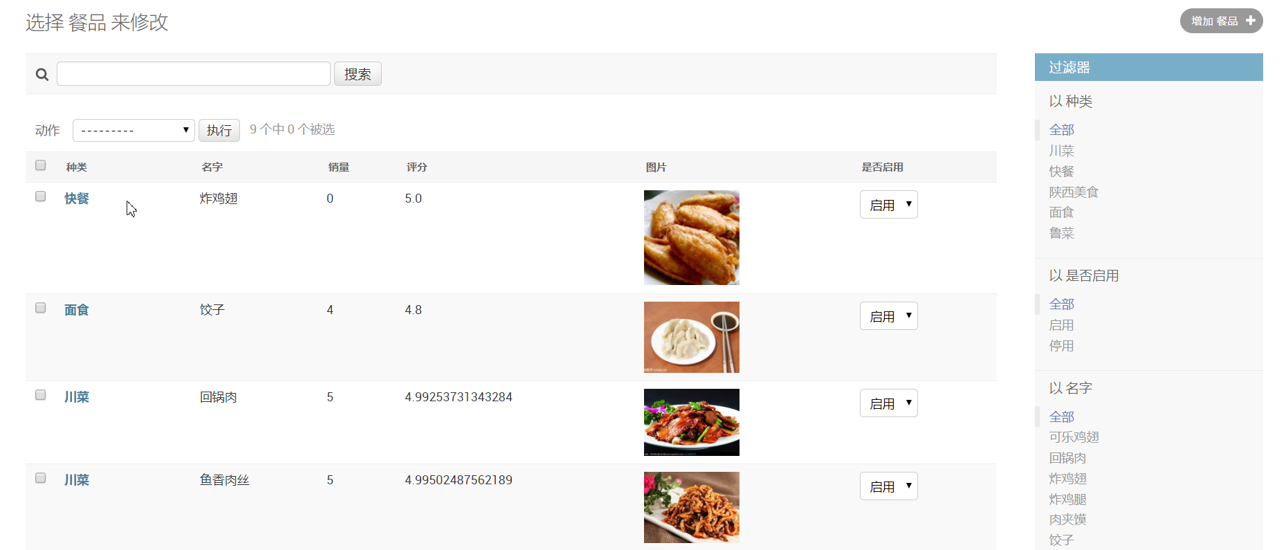 选择 餐品 来修改
增加 餐品
搜索
动作 --------- 执行 9 个中 0 个被选
种类 名字 销量 评分 图片 是否启用
快餐 炸鸡翅 0 5.0 启用
面食 饺子 4 4.8 启用
川菜 回锅肉 5 4.99253731343284 启用
川菜 鱼香肉丝 5 4.99502487562189 启用
过滤器
以 种类
全部
川菜
快餐
陕西美食
面食
鲁菜
以 是否启用
全部
启用
停用
以 名字
全部
可乐鸡翅
回锅肉
炸鸡翅
炸鸡腿
肉夹馍
饺子